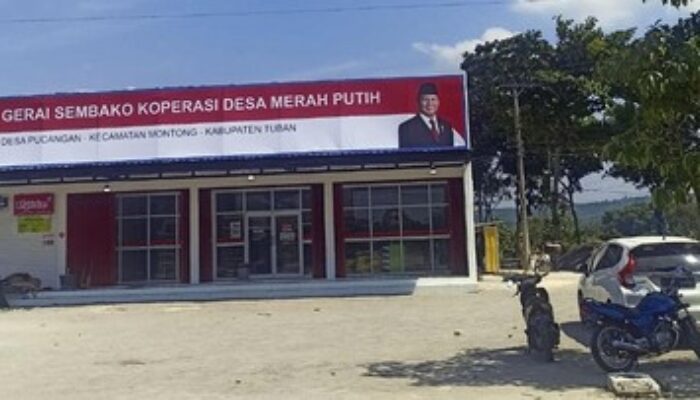 GERAI SEMBAKO KOPERASI DESA MERAH PUTIH
DESA PUCANGAN - KECAMATAN MONTONG - KABUPATEN TUBAN